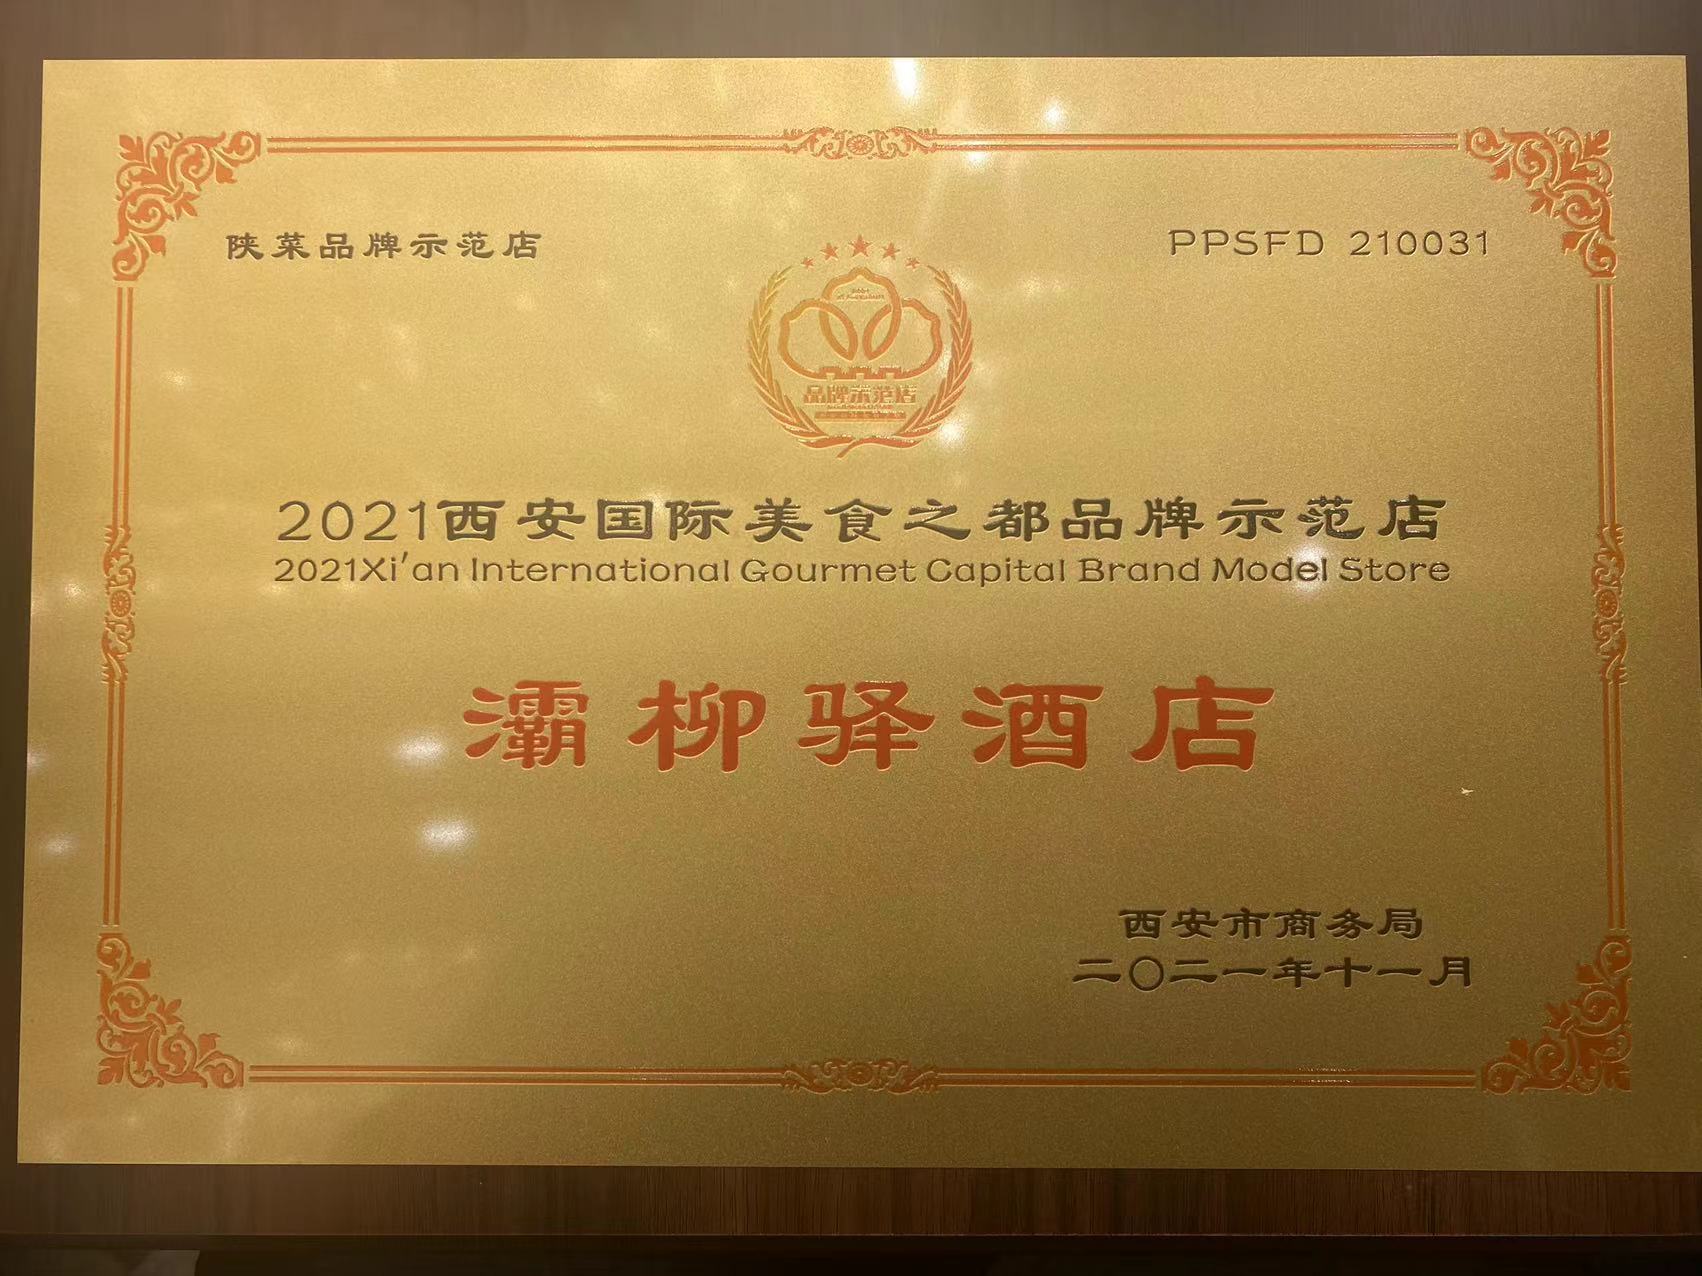 陕菜品牌示范店
PPSFD 210031
品牌示范店
2021西安国际美食之都品牌示范店
2021Xi'an International Gourmet Capital Brand Model Store
灞柳驿酒店
西安市商务局
二〇二一年十一月